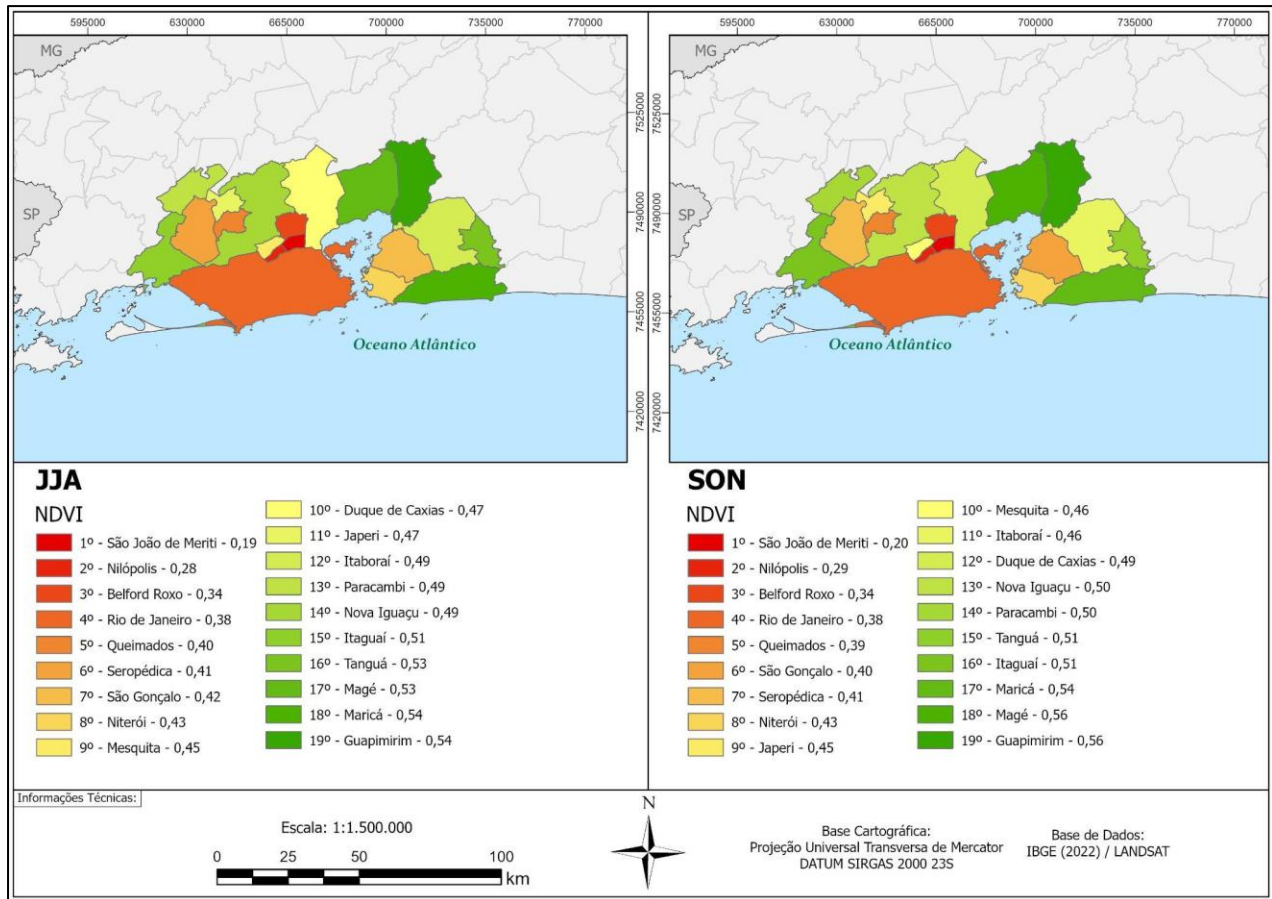 595000 630000 665000 700000 735000 770000
595000 630000 665000 700000 735000 770000
MG
SP
Oceano Atlântico
7525000
7490000
7455000
7420000
MG
SP
Oceano Atlântico
7525000
7490000
7455000
7420000
JJA
NDVI
1º - São João de Meriti - 0,19
2º - Nilópolis - 0,28
3º - Belford Roxo - 0,34
4º - Rio de Janeiro - 0,38
5º - Queimados - 0,40
6º - Seropédica - 0,41
7º - São Gonçalo - 0,42
8º - Niterói - 0,43
9º - Mesquita - 0,45
10º - Duque de Caxias - 0,47
11º - Japeri - 0,47
12º - Itaboraí - 0,49
13º - Paracambi - 0,49
14º - Nova Iguaçu - 0,49
15º - Itaguaí - 0,51
16º - Tanguá - 0,53
17º - Magé - 0,53
18º - Maricá - 0,54
19º - Guapimirim - 0,54
SON
NDVI
1º - São João de Meriti - 0,20
2º - Nilópolis - 0,29
3º - Belford Roxo - 0,34
4º - Rio de Janeiro - 0,38
5º - Queimados - 0,39
6º - São Gonçalo - 0,40
7º - Seropédica - 0,41
8º - Niterói - 0,43
9º - Japeri - 0,45
10º - Mesquita - 0,46
11º - Itaboraí - 0,46
12º - Duque de Caxias - 0,49
13º - Nova Iguaçu - 0,50
14º - Paracambi - 0,50
15º - Tanguá - 0,51
16º - Itaguaí - 0,51
17º - Maricá - 0,54
18º - Magé - 0,56
19º - Guapimirim - 0,56
Informações Técnicas:
Escala: 1:1.500.000
0 25 50 100
km
N
Base Cartográfica:
Projeção Universal Transversa de Mercator
DATUM SIRGAS 2000 23S
Base de Dados:
IBGE (2022) / LANDSAT